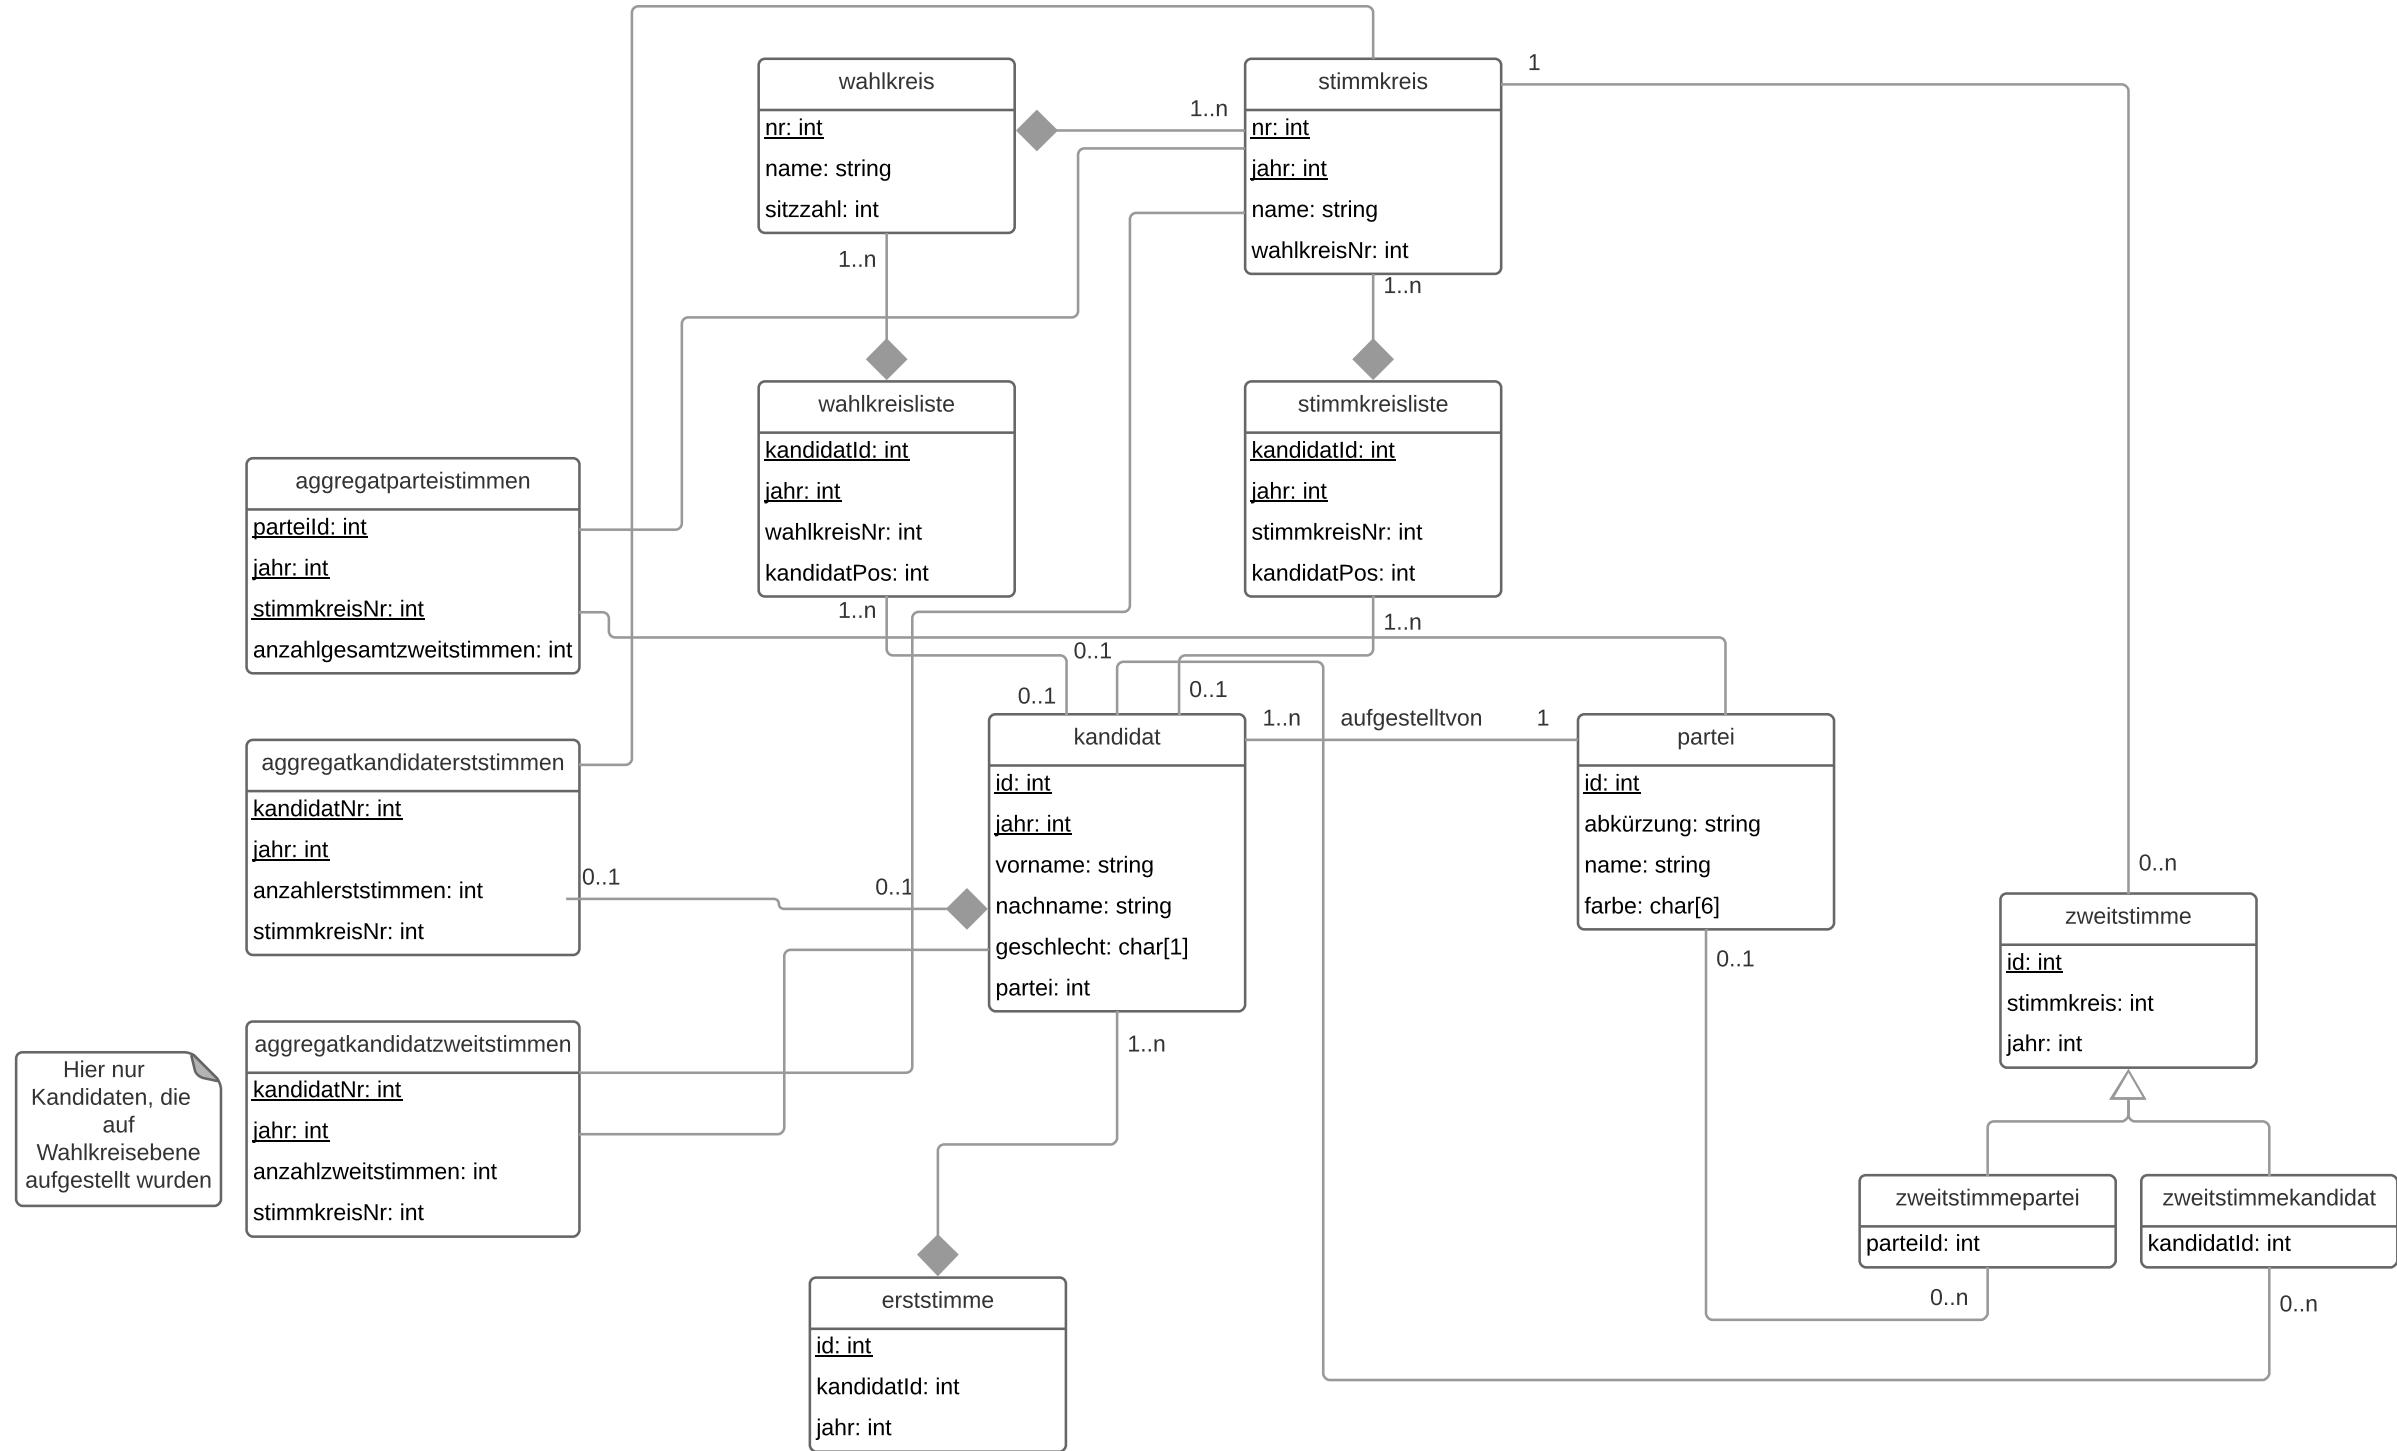 wahlkreis
nr: int
name: string
sitzzahl: int
1..n
1..n
stimmkreis
nr: int
jahr: int
name: string
wahlkreisNr: int
1
1..n
wahlkreisliste
kandidatId: int
jahr: int
wahlkreisNr: int
kandidatPos: int
1..n
stimmkreisliste
kandidatId: int
jahr: int
stimmkreisNr: int
kandidatPos: int
1..n
aggregatparteistimmen
parteiId: int
jahr: int
stimmkreisNr: int
anzahlgesamtzweitstimmen: int
0..1
0..1
0..1
1..n
aufgestelltvon
1
aggregatkandidaterststimmen
kandidatNr: int
jahr: int
anzahlerststimmen: int
stimmkreisNr: int
0..1
0..1
kandidat
id: int
jahr: int
vorname: string
nachname: string
geschlecht: char[1]
partei: int
1..n
partei
id: int
abkürzung: string
name: string
farbe: char[6]
0..1
0..n
zweitstimme
id: int
stimmkreis: int
jahr: int
Hier nur
Kandidaten, die
auf
Wahlkreisebene
aufgestellt wurden
aggregatkandidatzweitstimmen
kandidatNr: int
jahr: int
anzahlzweitstimmen: int
stimmkreisNr: int
zweitstimmepartei
parteiId: int
0..n
zweitstimmekandidat
kandidatId: int
0..n
erststimme
id: int
kandidatId: int
jahr: int